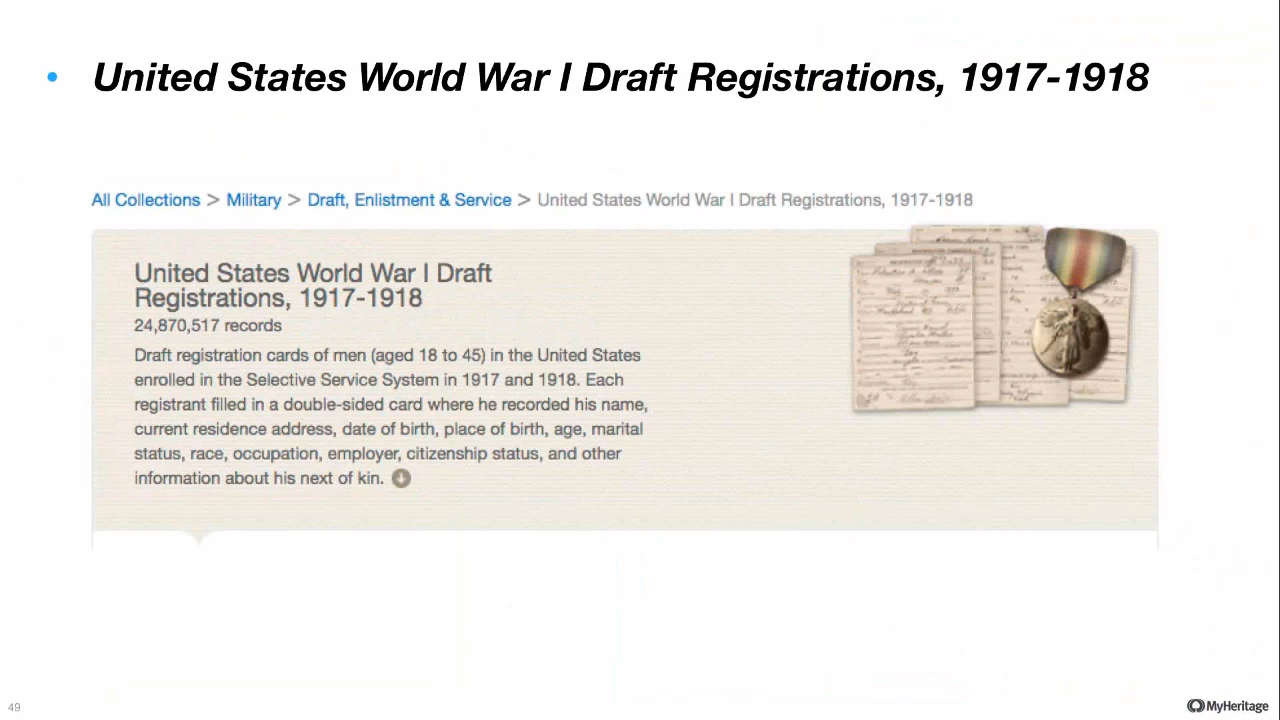 • United States World War I Draft Registrations, 1917-1918
All Collections > Military > Draft, Enlistment & Service > United States World War I Draft Registrations, 1917-1918
United States World War I Draft
Registrations, 1917-1918
24,870,517 records
Draft registration cards of men (aged 18 to 45) in the United States
enrolled in the Selective Service System in 1917 and 1918. Each
registrant filled in a double-sided card where he recorded his name,
current residence address, date of birth, place of birth, age, marital
status, race, occupation, employer, citizenship status, and other
information about his next of kin.
49
MyHeritage